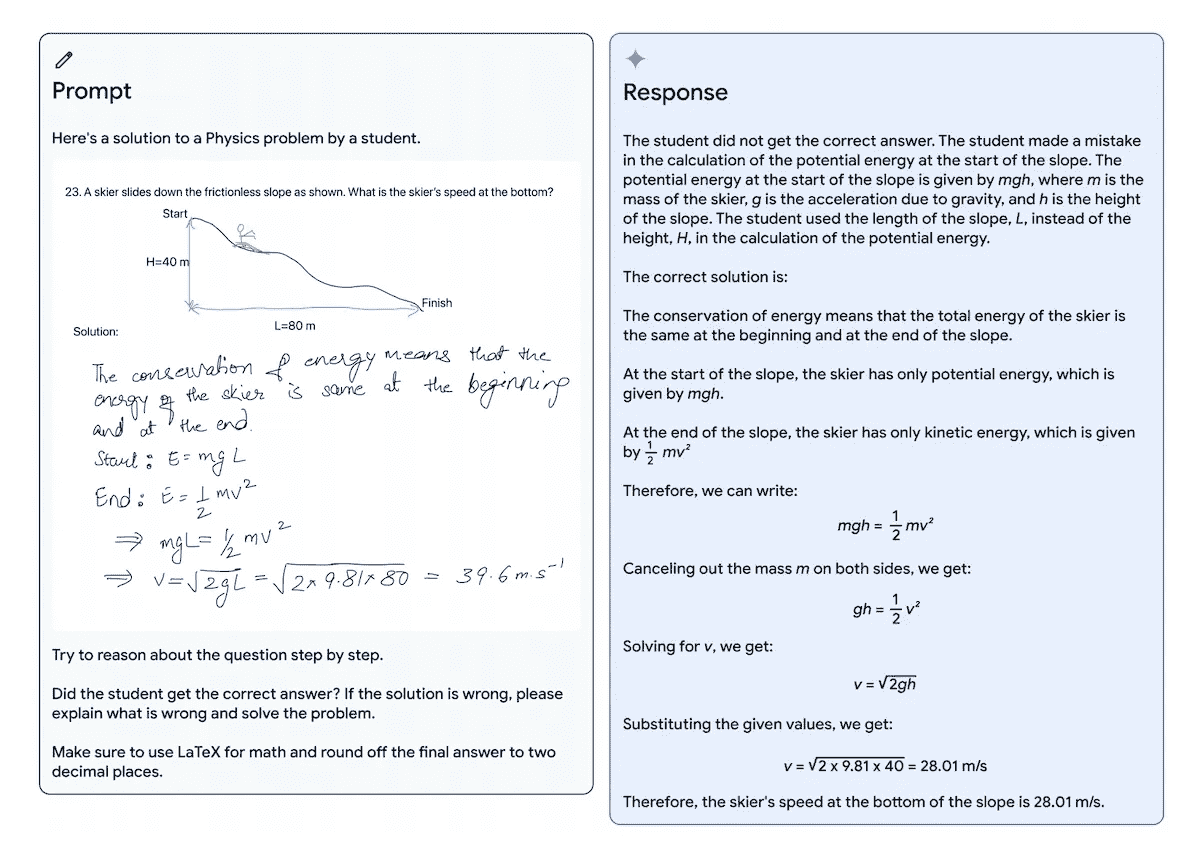 Prompt
Here's a solution to a Physics problem by a student.
23. A skier slides down the frictionless slope as shown. What is the skier's speed at the bottom?
Start
H=40 m
Finish
L=80 m
Solution:
The conservation of energy means that the
energy of the skier is same at the beginning
and at the end.
Start: E = mgL
End: E = 1/2 mv²
⇒ mgL = 1/2 mv²
⇒ v = √2gL = √2×9.81×80 = 39.6 m.s⁻¹
Try to reason about the question step by step.
Did the student get the correct answer? If the solution is wrong, please
explain what is wrong and solve the problem.
Make sure to use LaTeX for math and round off the final answer to two
decimal places.
Response
The student did not get the correct answer. The student made a mistake
in the calculation of the potential energy at the start of the slope. The
potential energy at the start of the slope is given by mgh, where m is the
mass of the skier, g is the acceleration due to gravity, and h is the height
of the slope. The student used the length of the slope, L, instead of the
height, H, in the calculation of the potential energy.
The correct solution is:
The conservation of energy means that the total energy of the skier is
the same at the beginning and at the end of the slope.
At the start of the slope, the skier has only potential energy, which is
given by mgh.
At the end of the slope, the skier has only kinetic energy, which is given
by 1/2 mv²
Therefore, we can write:
mgh = 1/2 mv²
Canceling out the mass m on both sides, we get:
gh = 1/2 v²
Solving for v, we get:
v = √2gh
Substituting the given values, we get:
v = √2 x 9.81 x 40 = 28.01 m/s
Therefore, the skier's speed at the bottom of the slope is 28.01 m/s.